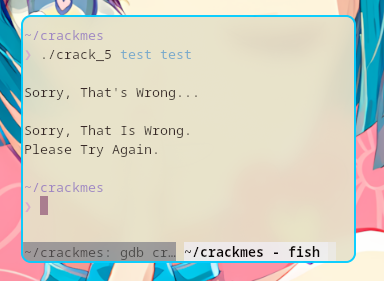 ~/crackmes
❯ ./crack_5 test test
Sorry, That's Wrong...
Sorry, That Is Wrong.
Please Try Again.
~/crackmes
❯
~/crackmes: gdb cr… ~/crackmes - fish